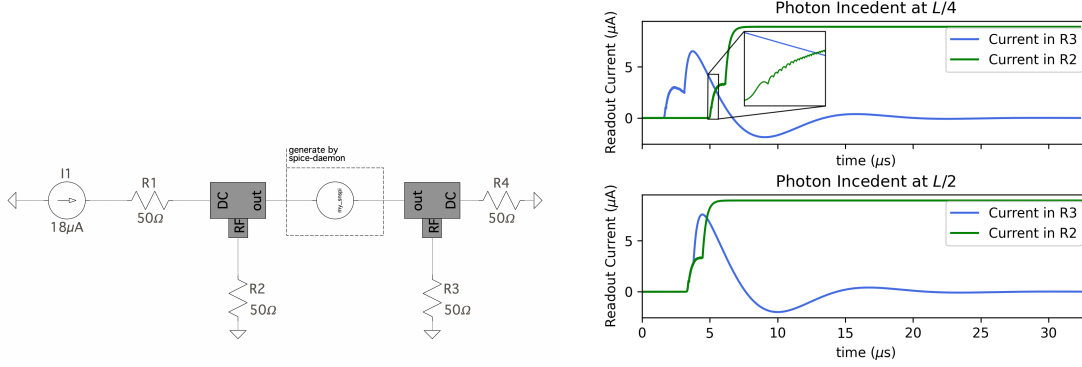 generate by
spice-daemon
I1
18μA
R1
50Ω
DC
out
RF
my_snspi
out
DC
RF
R4
50Ω
R2
50Ω
R3
50Ω
Photon Incedent at L/4
Readout Current (μA)
5
0
Current in R3
Current in R2
time (μs)
Photon Incedent at L/2
Readout Current (μA)
5
0
Current in R3
Current in R2
0 5 10 15 20 25 30
time (μs)